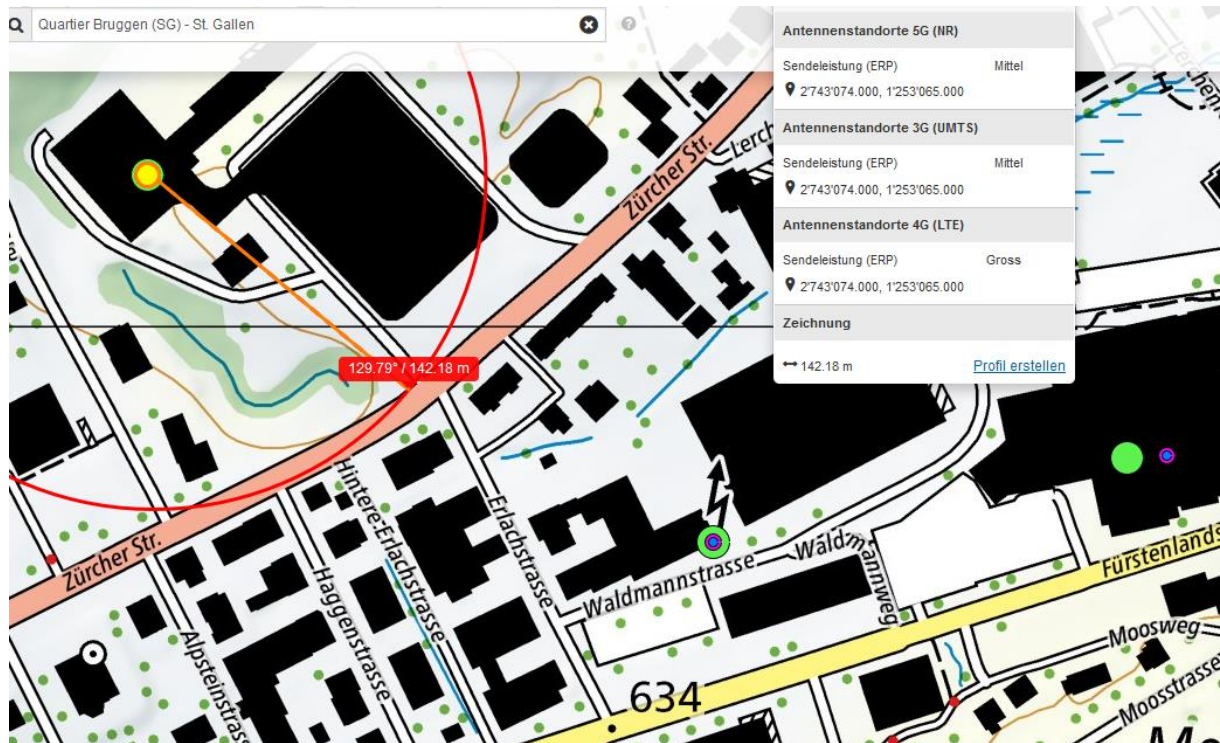 Quartier Bruggen (SG) - St. Gallen
Antennenstandorte 5G (NR)
Sendeleistung (ERP) Mittel
2'743'074.000, 1'253'065.000
Antennenstandorte 3G (UMTS)
Sendeleistung (ERP) Mittel
2'743'074.000, 1'253'065.000
Antennenstandorte 4G (LTE)
Sendeleistung (ERP) Gross
2'743'074.000, 1'253'065.000
Zeichnung
142.18 m Profil erstellen
Zürcher Str.
Lerch
129.79° / 142.18 m
Zürcher Str.
Hintere-Erlachstrasse
Erlachstrasse
Haggenstrasse
Alpsteinstrasse
Waldmannstrasse
Waldmannweg
Fürstenlands
Moosweg
Moosstrasse
634